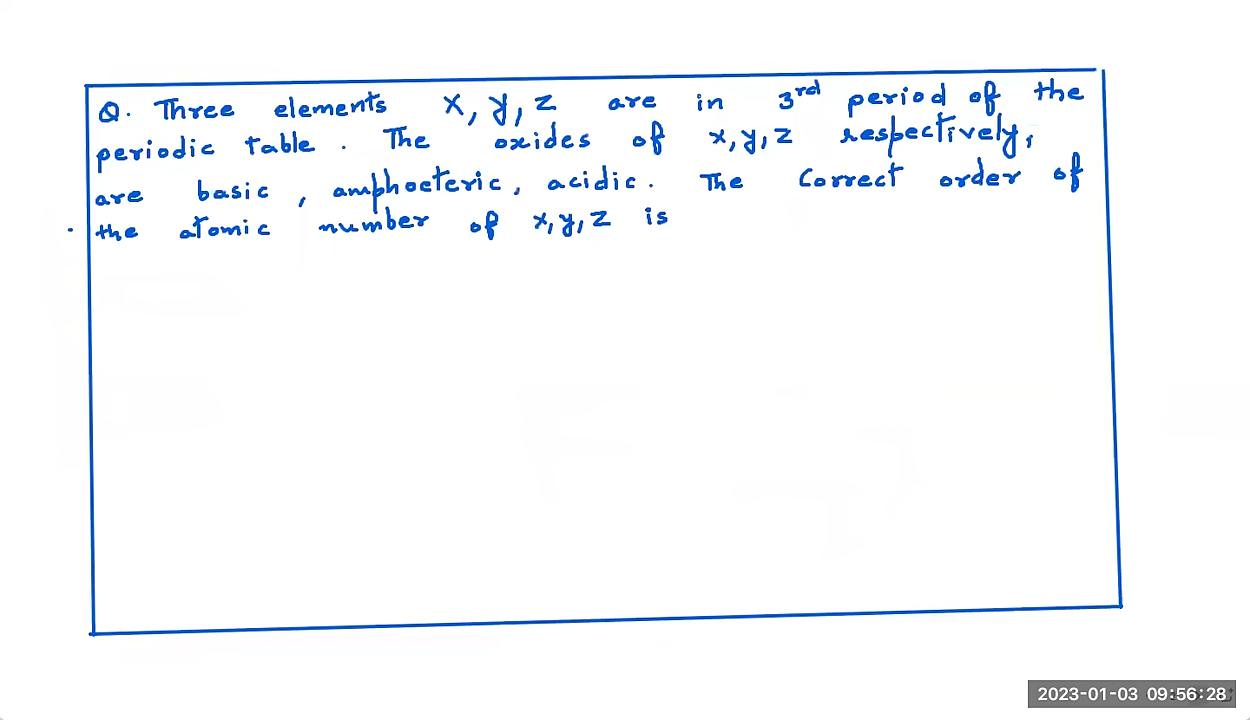 Q. Three elements X, y, z are in 3rd period of the
periodic table. The oxides of x, y, z respectively,
are basic, amphoeteric, acidic. The correct order of
the atomic number of x, y, z is
2023-01-03 09:56:28